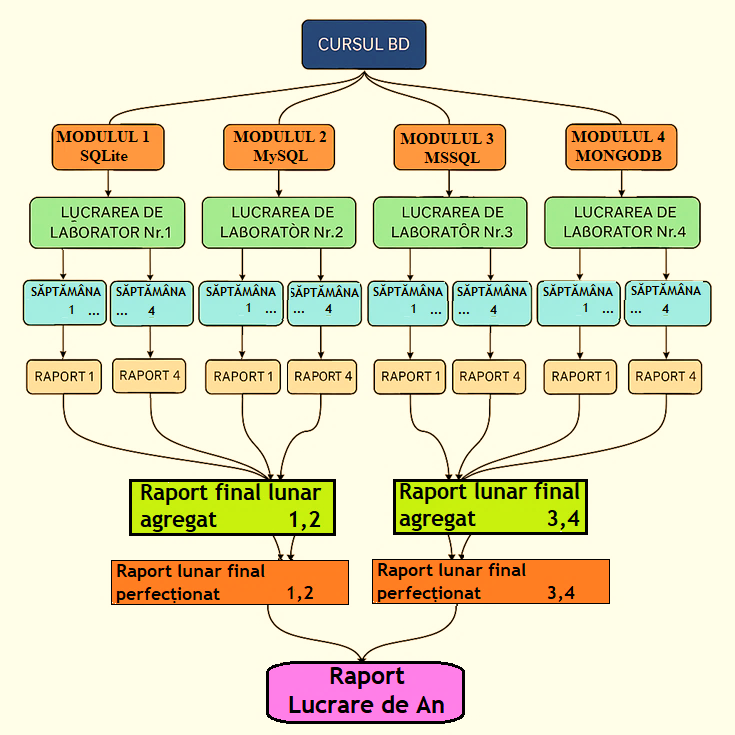 CURSUL BD
MODULUL 1
SQLite
MODULUL 2
MySQL
MODULUL 3
MSSQL
MODULUL 4
MONGODB
LUCRAREA DE
LABORATOR Nr.1
LUCRAREA DE
LABORATOR Nr.2
LUCRAREA DE
LABORATOR Nr.3
LUCRAREA DE
LABORATOR Nr.4
SĂPTĂMÂNA
1 ...
SĂPTĂMÂNA
... 4
SĂPTĂMÂNA
1 ...
SĂPTĂMÂNA
... 4
SĂPTĂMÂNA
1 ...
SĂPTĂMÂNA
... 4
SĂPTĂMÂNA
1 ...
SĂPTĂMÂNA
... 4
RAPORT 1
RAPORT 4
RAPORT 1
RAPORT 4
RAPORT 1
RAPORT 4
RAPORT 1
RAPORT 4
Raport final lunar
agregat 1,2
Raport lunar final
agregat 3,4
Raport lunar final
perfecționat 1,2
Raport lunar final
perfecționat 3,4
Raport
Lucrare de An